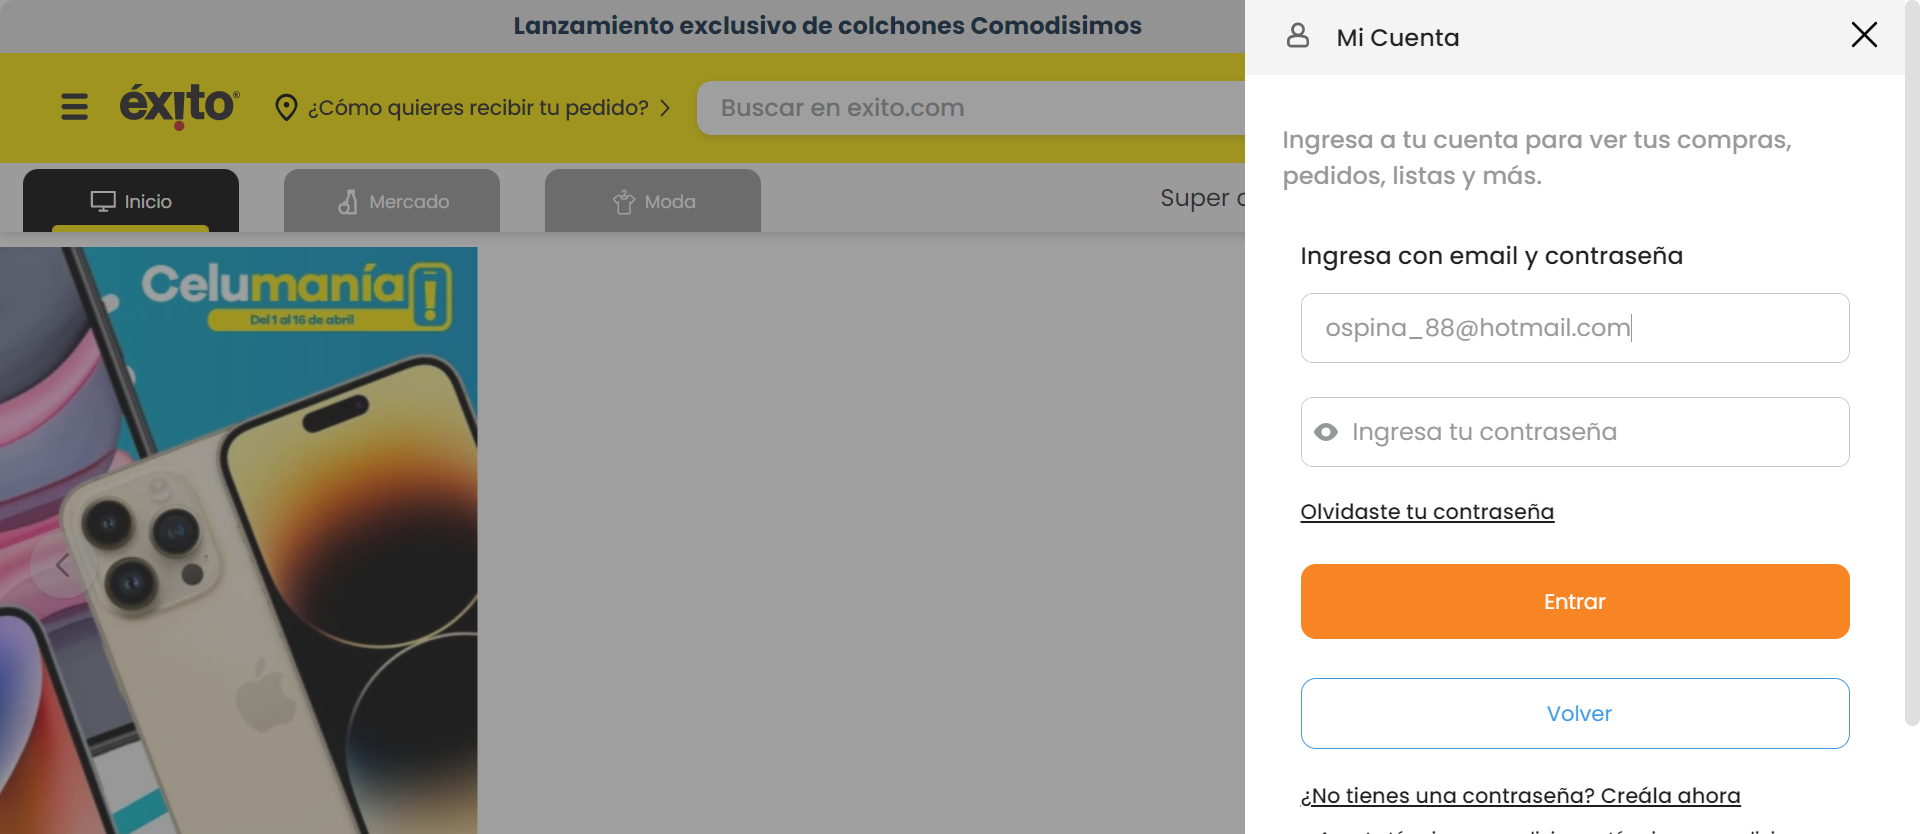 Lanzamiento exclusivo de colchones Comodisimos
éxito
¿Cómo quieres recibir tu pedido?
Buscar en exito.com
Inicio
Mercado
Moda
Super
Celumanía
Del 1 al 16 de abril
Mi Cuenta
Ingresa a tu cuenta para ver tus compras,
pedidos, listas y más.
Ingresa con email y contraseña
ospina_88@hotmail.com
Ingresa tu contraseña
Olvidaste tu contraseña
Entrar
Volver
¿No tienes una contraseña? Creála ahora